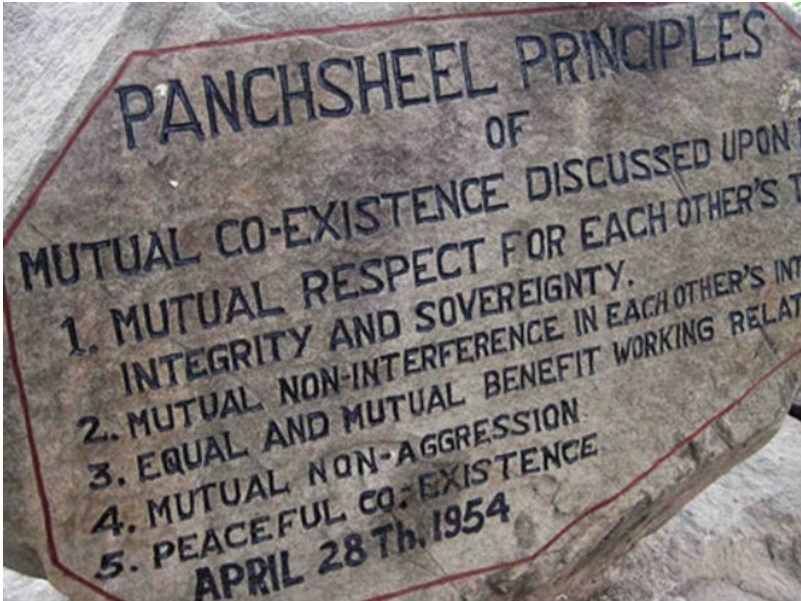 PANCHSHEEL PRINCIPLES
OF
MUTUAL CO-EXISTENCE DISCUSSED UPON
1. MUTUAL RESPECT FOR EACH OTHER'S
INTEGRITY AND SOVEREIGNTY.
2. MUTUAL NON-INTERFERENCE IN EACH OTHER'S
3. EQUAL AND MUTUAL BENEFIT WORKING
4. MUTUAL NON-AGGRESSION
5. PEACEFUL CO-EXISTENCE
APRIL 28Th, 1954